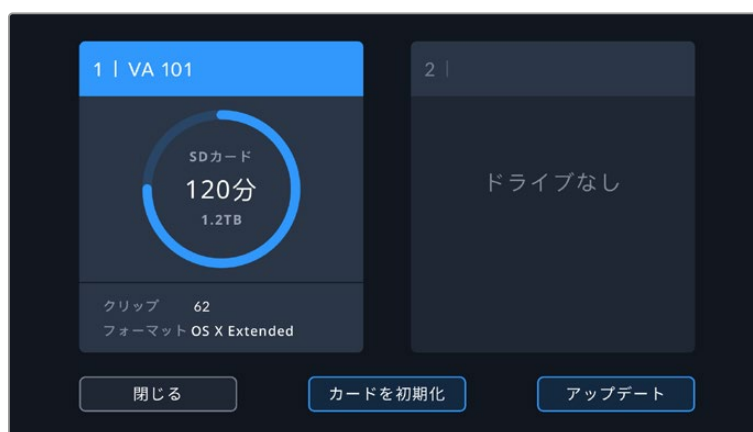 1 | VA 101
SDカード
120分
1.2TB
クリップ 62
フォーマット OS X Extended
2 |
ドライブなし
閉じる
カードを初期化
アップデート